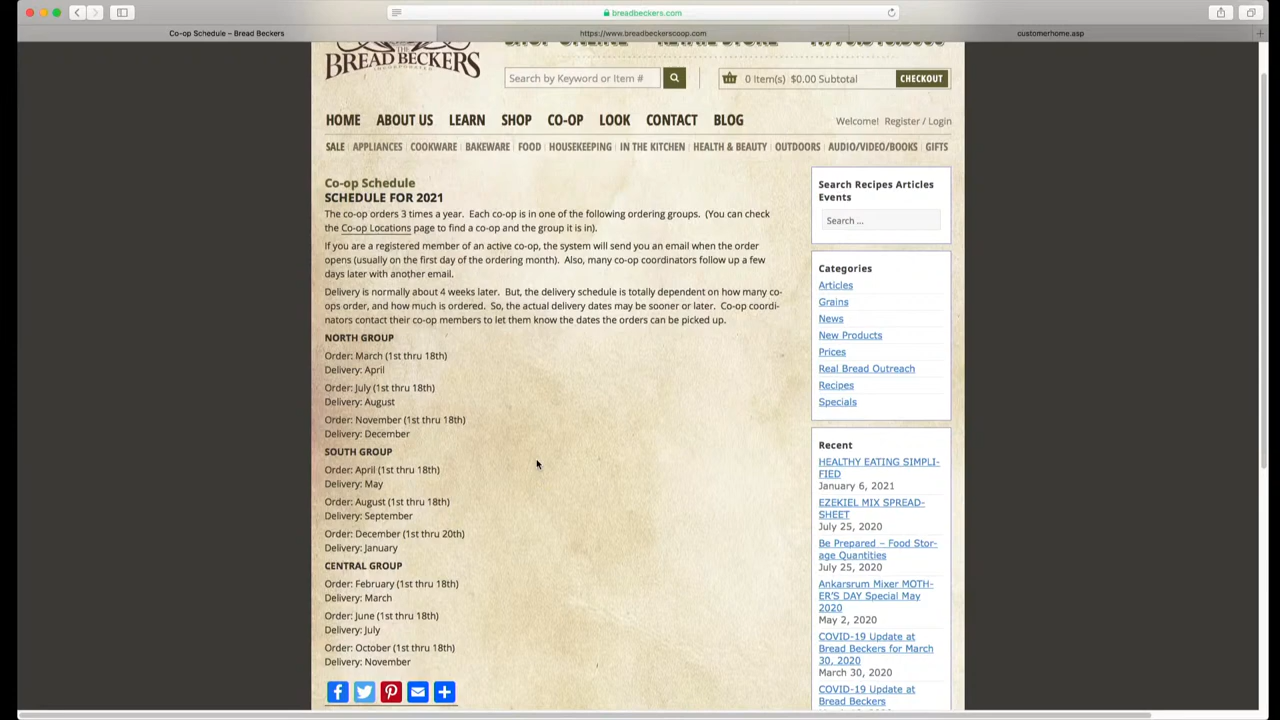 breadbeckers.com
Co-op Schedule – Bread Beckers
https://www.breadbeckerscoop.com
customerhome.asp
THE
BREAD BECKERS
INCORPORATED
Search by Keyword or Item #
0 Item(s) $0.00 Subtotal
CHECKOUT
HOME ABOUT US LEARN SHOP CO-OP LOOK CONTACT BLOG
Welcome! Register / Login
SALE APPLIANCES COOKWARE BAKEWARE FOOD HOUSEKEEPING IN THE KITCHEN HEALTH & BEAUTY OUTDOORS AUDIO/VIDEO/BOOKS GIFTS
Co-op Schedule
SCHEDULE FOR 2021
The co-op orders 3 times a year. Each co-op is in one of the following ordering groups. (You can check
the Co-op Locations page to find a co-op and the group it is in).
If you are a registered member of an active co-op, the system will send you an email when the order
opens (usually on the first day of the ordering month). Also, many co-op coordinators follow up a few
days later with another email.
Delivery is normally about 4 weeks later. But, the delivery schedule is totally dependent on how many co-
ops order, and how much is ordered. So, the actual delivery dates may be sooner or later. Co-op coordi-
nators contact their co-op members to let them know the dates the orders can be picked up.
NORTH GROUP
Order: March (1st thru 18th)
Delivery: April
Order: July (1st thru 18th)
Delivery: August
Order: November (1st thru 18th)
Delivery: December
SOUTH GROUP
Order: April (1st thru 18th)
Delivery: May
Order: August (1st thru 18th)
Delivery: September
Order: December (1st thru 20th)
Delivery: January
CENTRAL GROUP
Order: February (1st thru 18th)
Delivery: March
Order: June (1st thru 18th)
Delivery: July
Order: October (1st thru 18th)
Delivery: November
Search Recipes Articles
Events
Search ...
Categories
Articles
Grains
News
New Products
Prices
Real Bread Outreach
Recipes
Specials
Recent
HEALTHY EATING SIMPLI-
FIED
January 6, 2021
EZEKIEL MIX SPREAD-
SHEET
July 25, 2020
Be Prepared – Food Stor-
age Quantities
July 25, 2020
Ankarsrum Mixer MOTH-
ER'S DAY Special May
2020
May 2, 2020
COVID-19 Update at
Bread Beckers for March
30, 2020
March 30, 2020
COVID-19 Update at
Bread Beckers